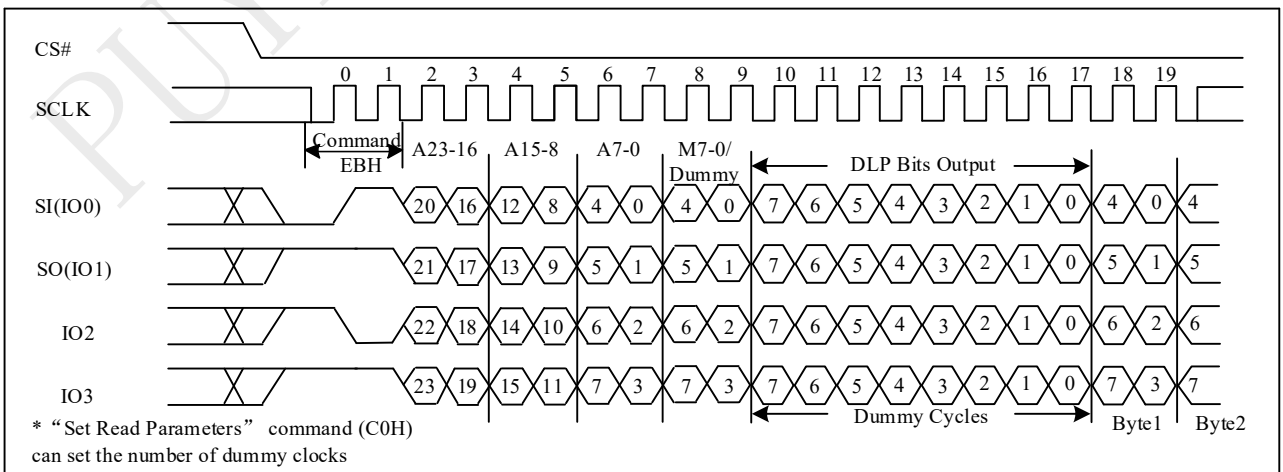 PUY
CS#
0 1 2 3 4 5 6 7 8 9 10 11 12 13 14 15 16 17 18 19
SCLK
Command
EBH
A23-16 A15-8 A7-0 M7-0/
Dummy
DLP Bits Output
SI(IO0) 20 16 12 8 4 0 4 0 7 6 5 4 3 2 1 0 4 0 4
SO(IO1) 21 17 13 9 5 1 5 1 7 6 5 4 3 2 1 0 5 1 5
IO2 22 18 14 10 6 2 6 2 7 6 5 4 3 2 1 0 6 2 6
IO3 23 19 15 11 7 3 7 3 7 6 5 4 3 2 1 0 7 3 7
Dummy Cycles Byte1 Byte2
* “Set Read Parameters” command (C0H)
can set the number of dummy clocks